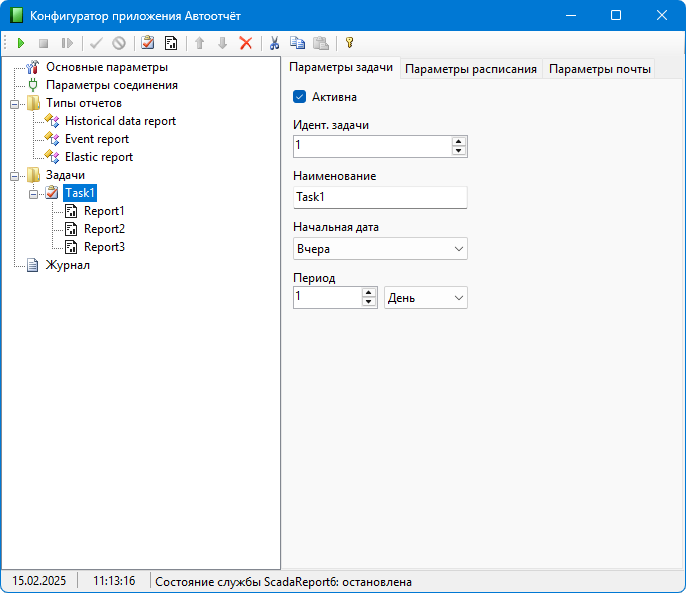 Конфигуратор приложения Автоотчёт
Основные параметры
Параметры соединения
Типы отчетов
Historical data report
Event report
Elastic report
Задачи
Task1
Report1
Report2
Report3
Журнал
Параметры задачи Параметры расписания Параметры почты
Активна
Идент. задачи
1
Наименование
Task1
Начальная дата
Вчера
Период
1 День
15.02.2025 11:13:16 Состояние службы ScadaReport6: остановлена